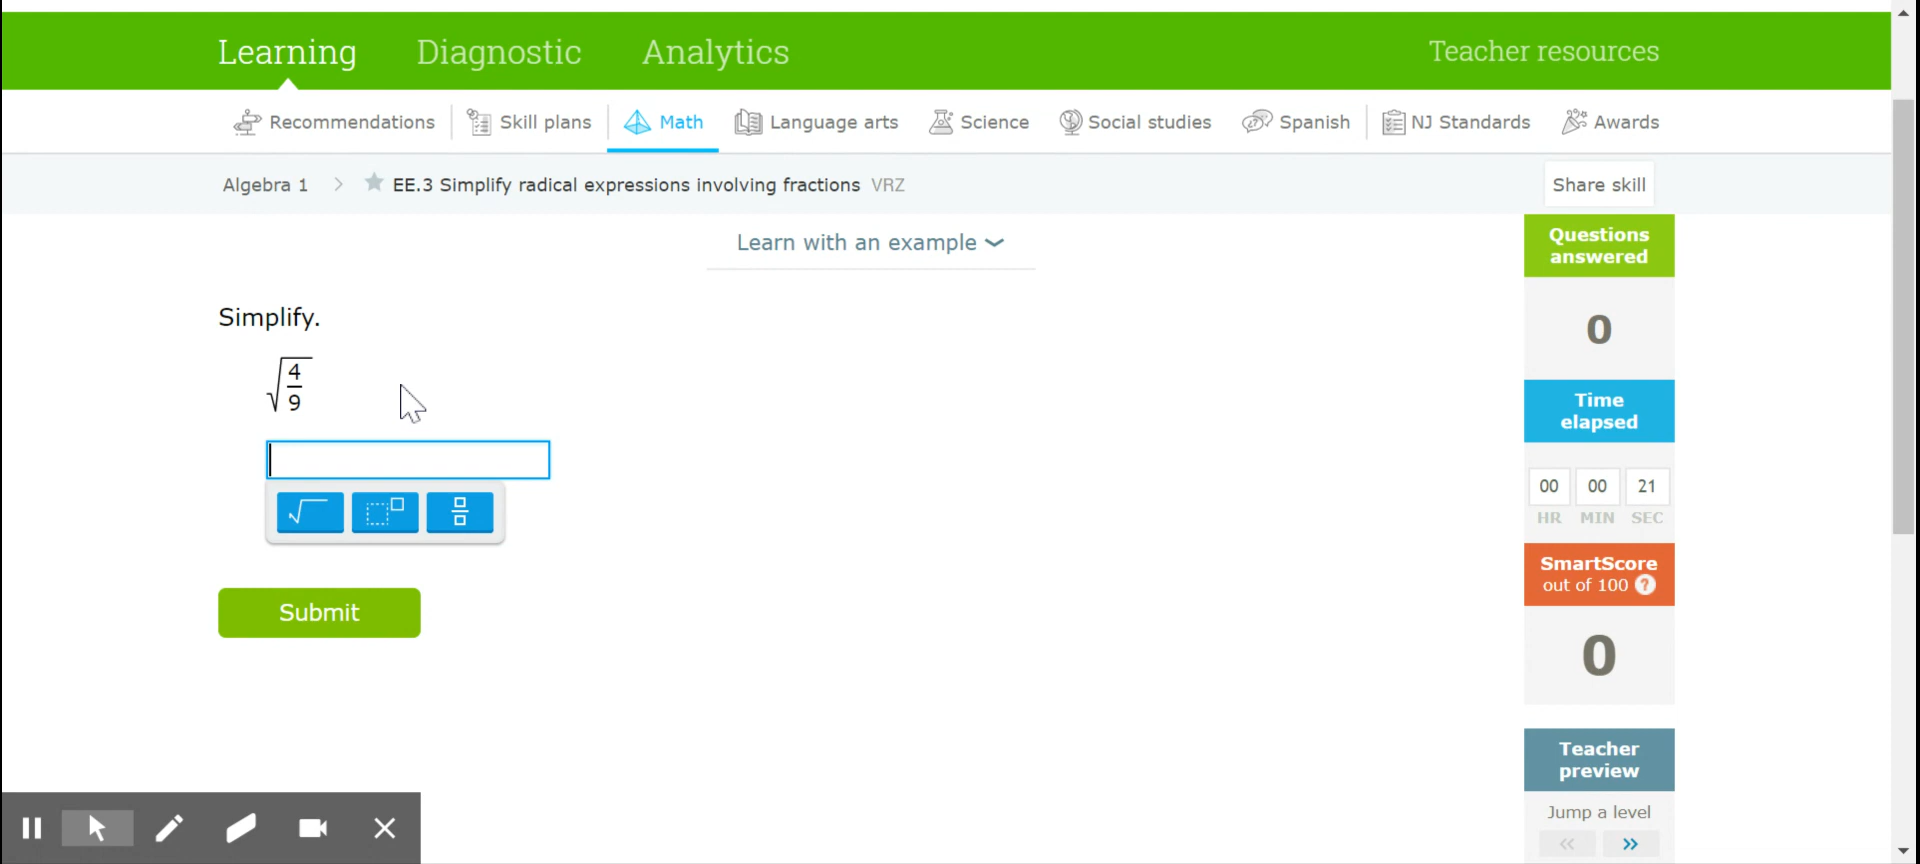 Learning Diagnostic Analytics Teacher resources
Recommendations Skill plans Math Language arts Science Social studies Spanish NJ Standards Awards
Algebra 1 > EE.3 Simplify radical expressions involving fractions VRZ Share skill
Learn with an example
Questions
answered
0
Simplify.
√(4/9)
Submit
Time
elapsed
00 00 21
HR MIN SEC
SmartScore
out of 100 ?
0
Teacher
preview
Jump a level
<< >>